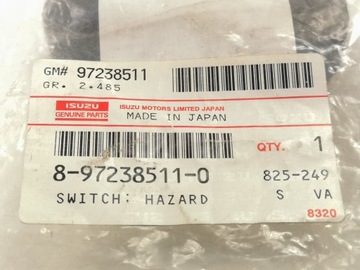 GM# 97238511
GR. 2.485
ISUZU
GENUINE PARTS
ISUZU MOTORS LIMITED JAPAN
MADE IN JAPAN
QTY. 1
8-97238511-0
825-249
SWITCH; HAZARD
S VA
8320